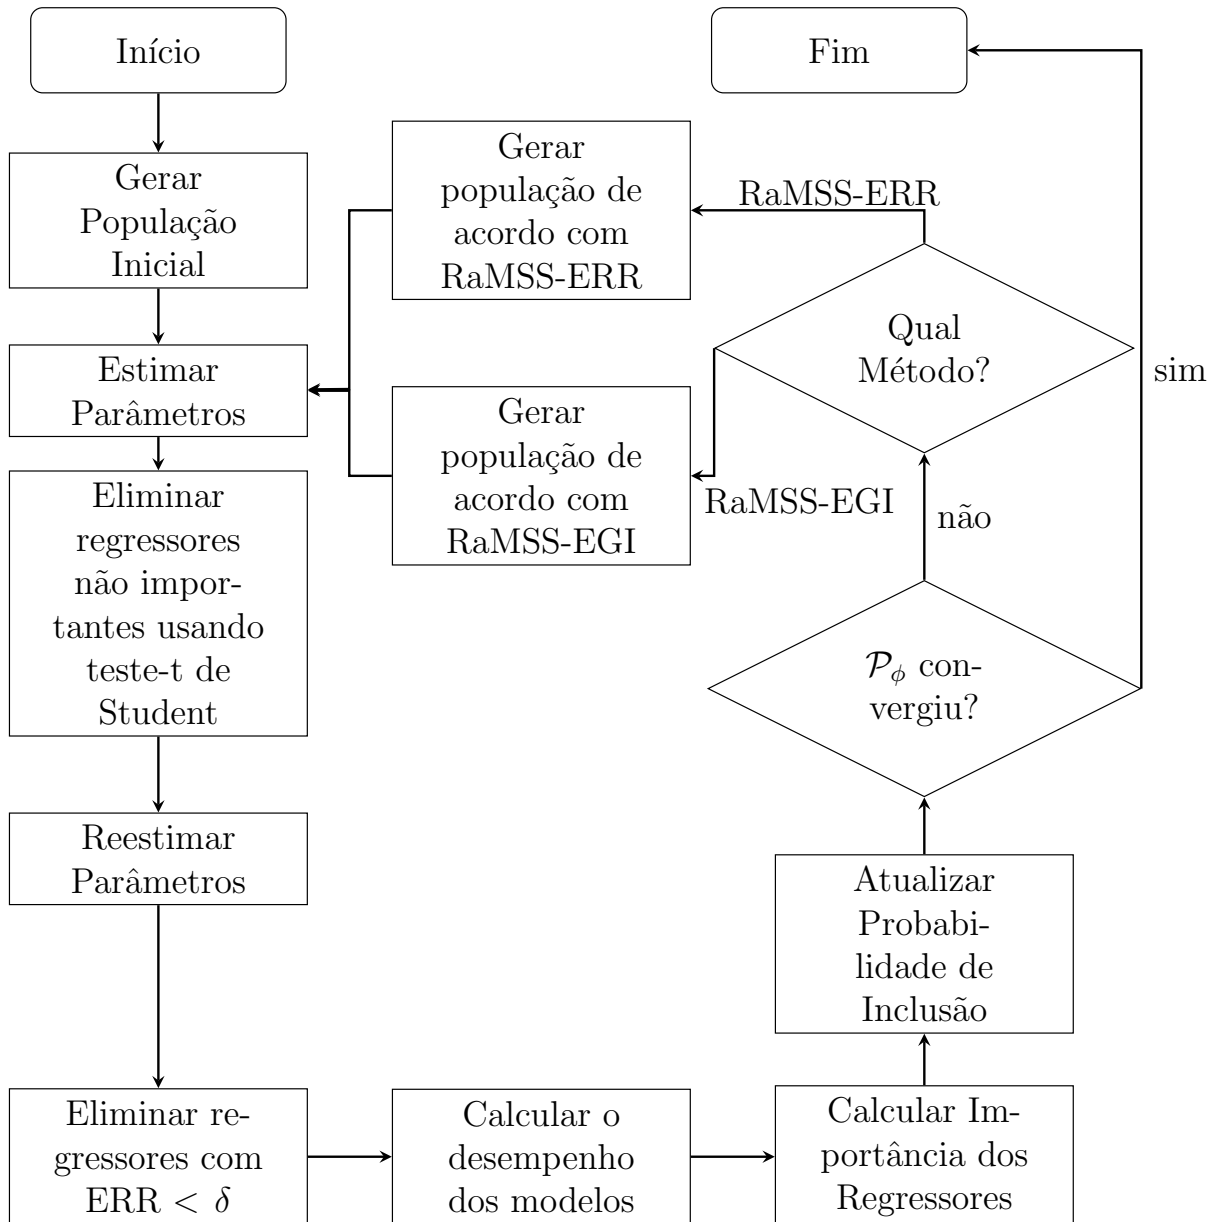 Início
Fim
Gerar
População
Inicial
Gerar
população de
acordo com
RaMSS-ERR
RaMSS-ERR
Qual
Método?
sim
Estimar
Parâmetros
Gerar
população de
acordo com
RaMSS-EGI
RaMSS-EGI
não
Eliminar
regressores
não impor-
tantes usando
teste-t de
Student
𝒫ϕ con-
vergiu?
Reestimar
Parâmetros
Atualizar
Probabi-
lidade de
Inclusão
Eliminar re-
gressores com
ERR < δ
Calcular o
desempenho
dos modelos
Calcular Im-
portância dos
Regressores